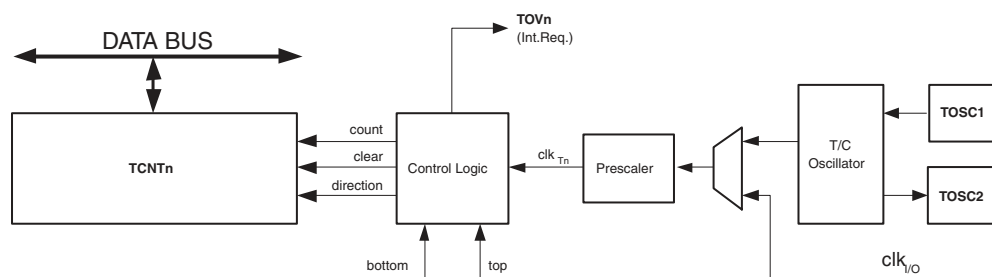 TOVn
(Int.Req.)
DATA BUS
TCNTn
count
clear
direction
Control Logic
clk Tn
Prescaler
T/C
Oscillator
TOSC1
TOSC2
bottom
top
clkI/O